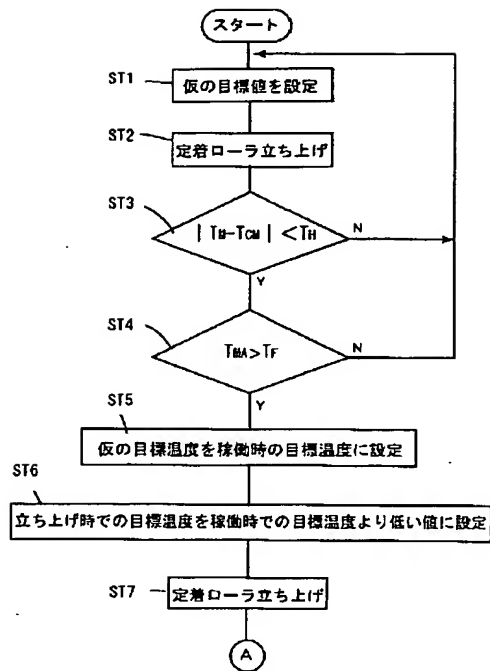 スタート
ST1
仮の目標値を設定
ST2
定着ローラ立ち上げ
ST3
| TM-TCM | <TH
N
Y
ST4
TMA>TF
N
Y
ST5
仮の目標温度を稼働時の目標温度に設定
ST6
立ち上げ時での目標温度を稼働時での目標温度より低い値に設定
ST7
定着ローラ立ち上げ
A